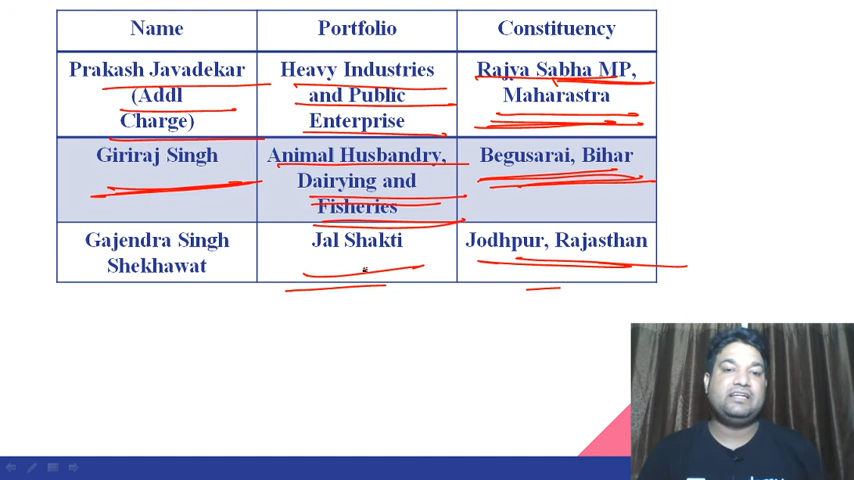 Name Portfolio Constituency
Prakash Javadekar Heavy Industries Rajya Sabha MP,
(Addl and Public Maharastra
Charge) Enterprise
Giriraj Singh Animal Husbandry, Begusarai, Bihar
Dairying and
Fisheries
Gajendra Singh Jal Shakti Jodhpur, Rajasthan
Shekhawat